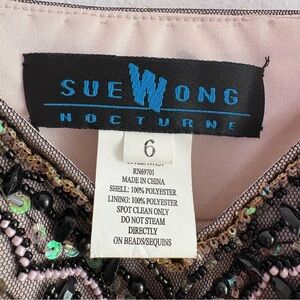 SUE WONG
NOCTURNE
6
RN69701
MADE IN CHINA
SHELL: 100% POLYESTER
LINING: 100% POLYESTER
SPOT CLEAN ONLY
DO NOT STEAM
DIRECTLY
ON BEADS/SEQUINS